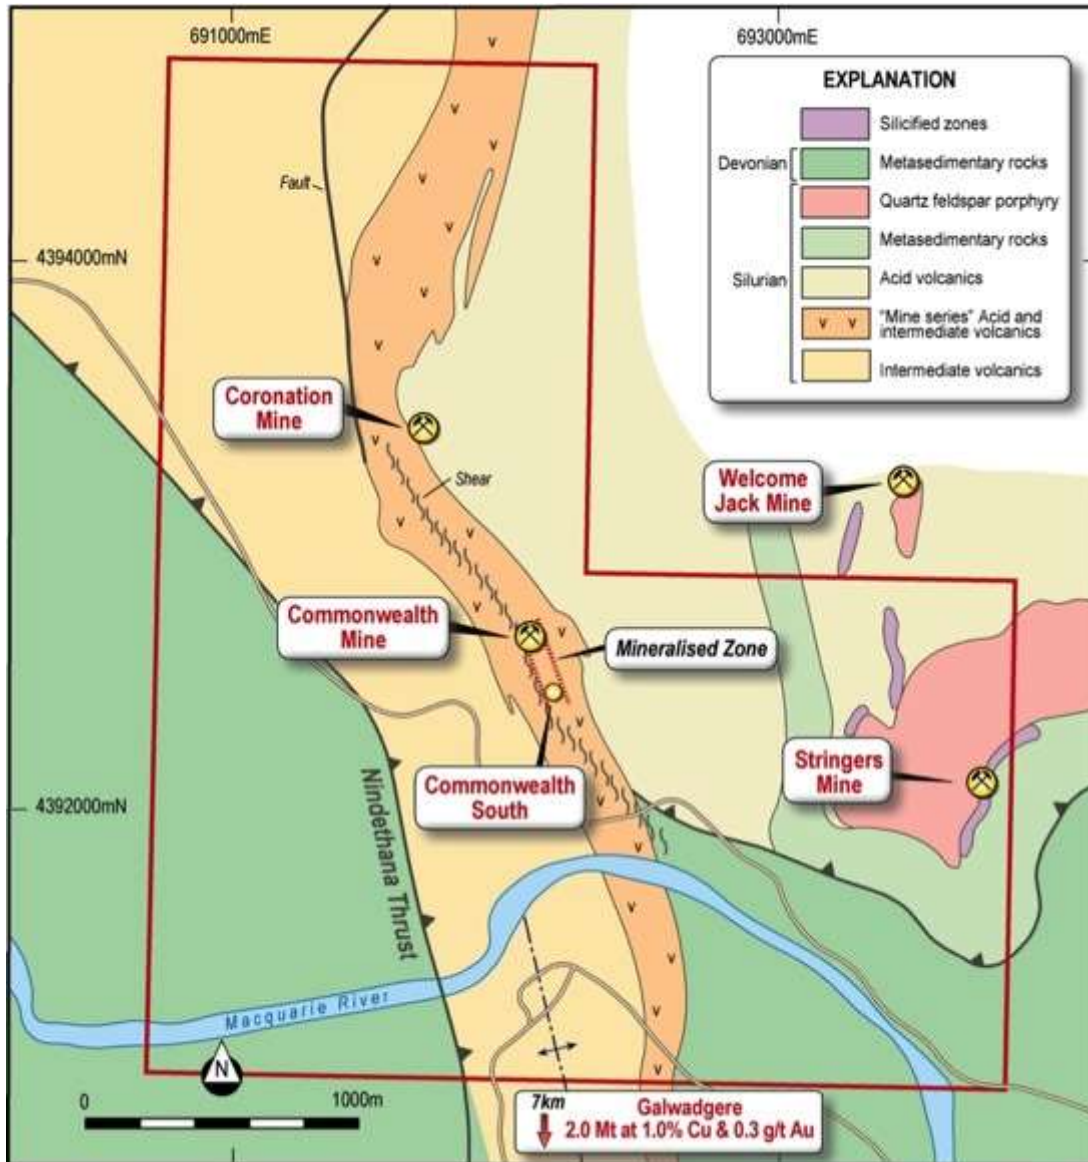 691000mE
693000mE
EXPLANATION
Silicified zones
Devonian
Metasedimentary rocks
Quartz feldspar porphyry
Metasedimentary rocks
Silurian
Acid volcanics
v v
"Mine series" Acid and
intermediate volcanics
Intermediate volcanics
Fault
4394000mN
Coronation
Mine
Shear
Welcome
Jack Mine
Commonwealth
Mine
Mineralised Zone
Commonwealth
South
Stringers
Mine
4392000mN
Nindethana Thrust
Macquarie River
N
0
1000m
7km
Galwadgere
2.0 Mt at 1.0% Cu & 0.3 g/t Au